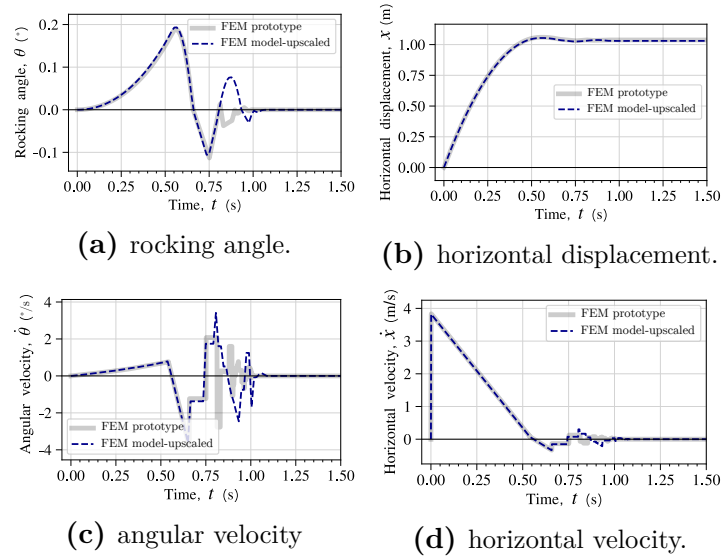 0.2
0.1
0.0
−0.1
Rocking angle, θ (°)
FEM prototype
FEM model-upscaled
0.00 0.25 0.50 0.75 1.00 1.25 1.50
Time, t (s)
(a) rocking angle.
1.00
0.75
0.50
0.25
0.00
Horizontal displacement, x (m)
FEM prototype
FEM model-upscaled
0.00 0.25 0.50 0.75 1.00 1.25 1.50
Time, t (s)
(b) horizontal displacement.
4
2
0
−2
−4
Angular velocity, θ̇ (°/s)
FEM prototype
FEM model-upscaled
0.00 0.25 0.50 0.75 1.00 1.25 1.50
Time, t (s)
(c) angular velocity
4
2
0
Horizontal velocity, ẋ (m/s)
FEM prototype
FEM model-upscaled
0.00 0.25 0.50 0.75 1.00 1.25 1.50
Time, t (s)
(d) horizontal velocity.